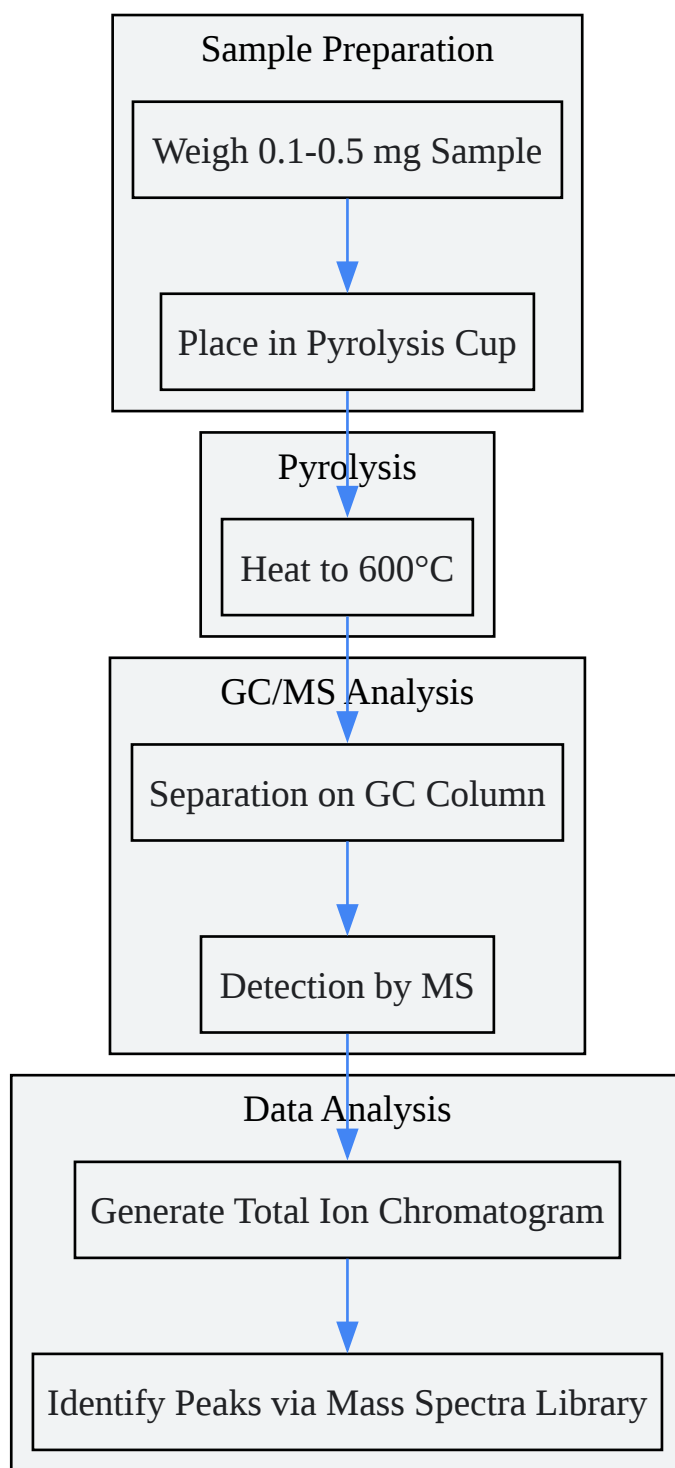 Sample Preparation
Weigh 0.1-0.5 mg Sample
Place in Pyrolysis Cup
Pyrolysis
Heat to 600°C
GC/MS Analysis
Separation on GC Column
Detection by MS
Data Analysis
Generate Total Ion Chromatogram
Identify Peaks via Mass Spectra Library